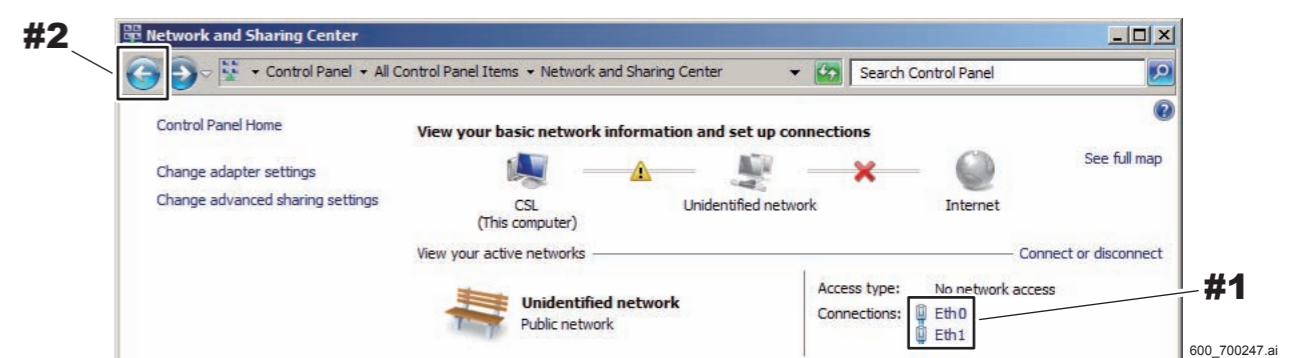 #2
Network and Sharing Center
Control Panel All Control Panel Items Network and Sharing Center
Search Control Panel
Control Panel Home
Change adapter settings
Change advanced sharing settings
View your basic network information and set up connections
See full map
CSL
(This computer)
Unidentified network
Internet
View your active networks
Connect or disconnect
Unidentified network
Public network
Access type: No network access
Connections: Eth0
Eth1
#1
600_700247.ai